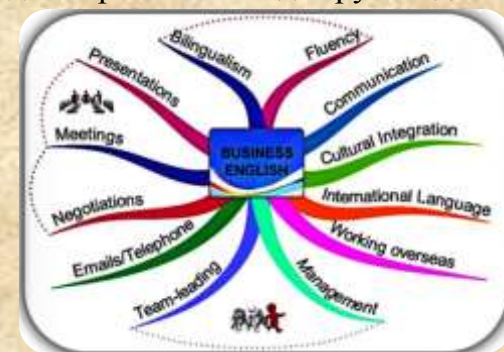 Bilingualism
Fluency
Presentations
Communication
Meetings
BUSINESS
ENGLISH
Cultural Integration
Negotiations
International Language
Emails/Telephone
Working overseas
Team-leading
Management